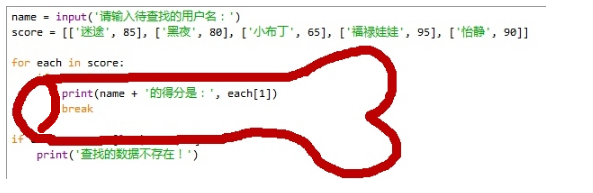 name = input('请输入待查找的用户名：')
score = [['迷途', 85], ['黑夜', 80], ['小布丁', 65], ['福禄娃娃', 95], ['怡静', 90]]
for each in score:
print(name + '的得分是：', each[1])
break
if
print('查找的数据不存在！')